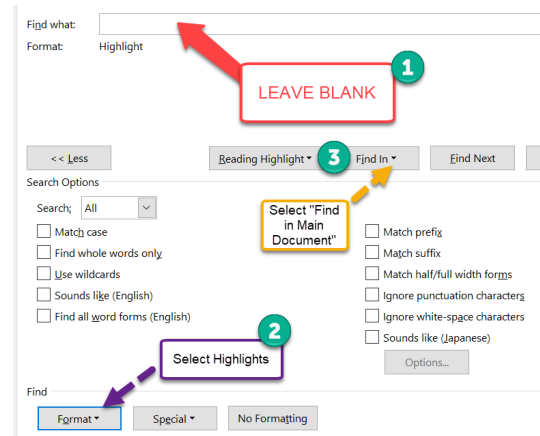 Find what:
Format: Highlight
1
LEAVE BLANK
<< Less
Reading Highlight
3
Find In
Find Next
Search Options
Search; All
Select "Find
in Main
Document"
Match case
Find whole words only
Use wildcards
Sounds like (English)
Find all word forms (English)
Match prefix
Match suffix
Match half/full width forms
Ignore punctuation characters
Ignore white-space characters
Sounds like (Japanese)
Options...
2
Select Highlights
Find
Format
Special
No Formatting